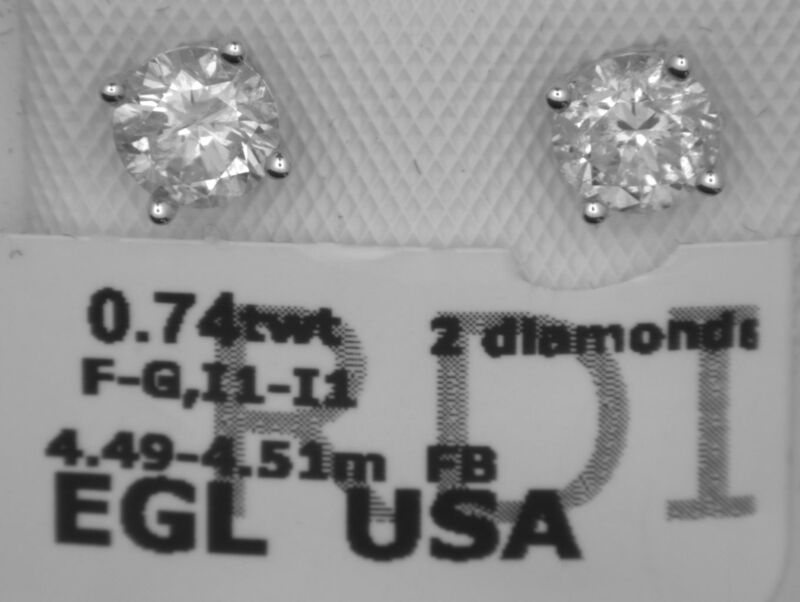 0.74twt 2 diamonds
F-G,I1-I1
4.49-4.51m FB
EGL USA
RDI